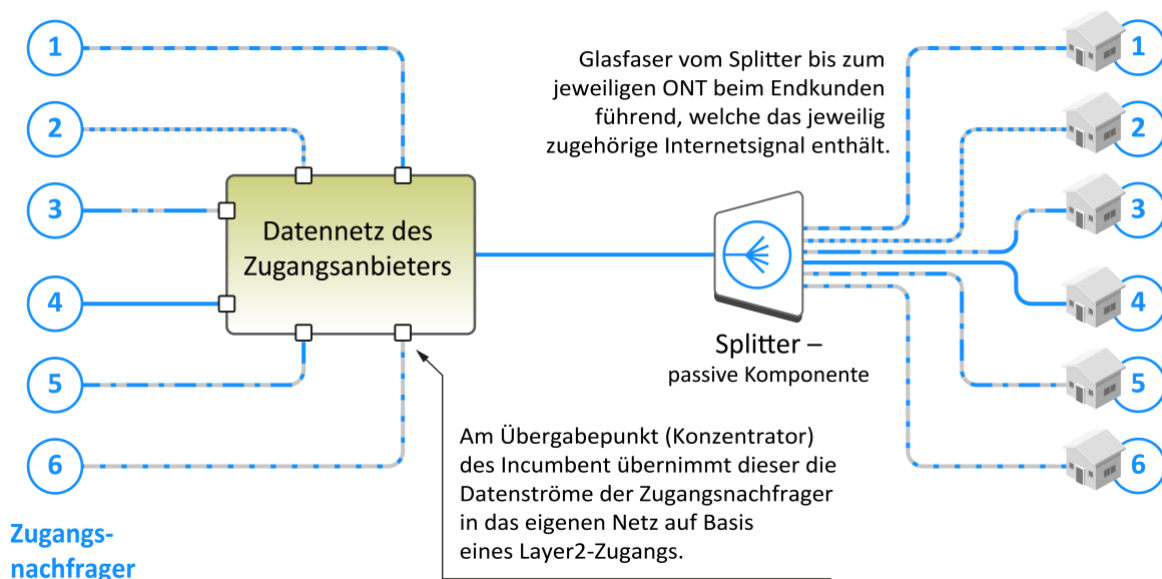 1
2
3
4
5
6
Zugangs-
nachfrager
Datennetz des
Zugangsanbieters
Glasfaser vom Splitter bis zum
jeweiligen ONT beim Endkunden
führend, welche das jeweilig
zugehörige Internetsignal enthält.
Splitter –
passive Komponente
Am Übergabepunkt (Konzentrator)
des Incumbent übernimmt dieser die
Datenströme der Zugangsnachfrager
in das eigenen Netz auf Basis
eines Layer2-Zugangs.
1
2
3
4
5
6